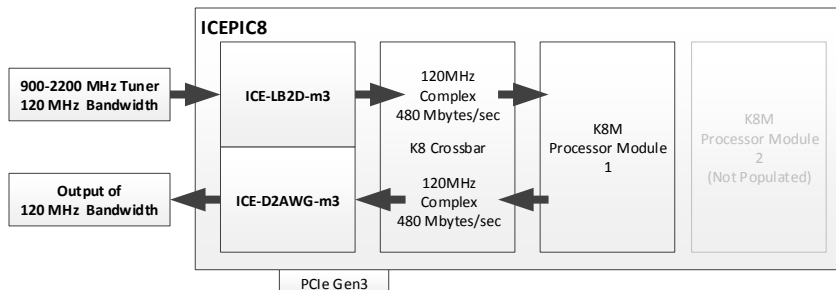 ICEPIC8
900-2200 MHz Tuner
120 MHz Bandwidth
ICE-LB2D-m3
120MHz
Complex
480 Mbytes/sec
K8 Crossbar
K8M
Processor Module
1
K8M
Processor Module
2
(Not Populated)
Output of
120 MHz Bandwidth
ICE-D2AWG-m3
120MHz
Complex
480 Mbytes/sec
PCIe Gen3